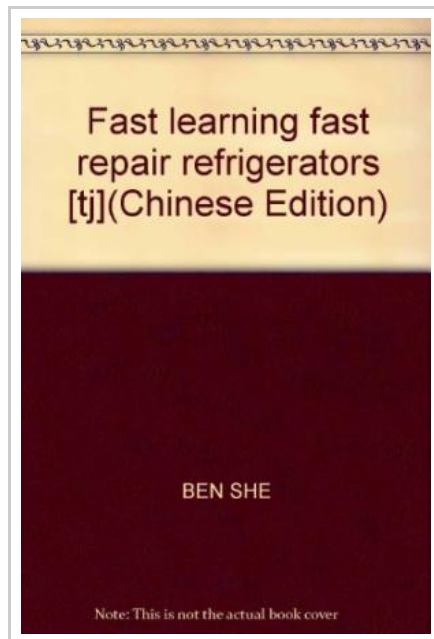 Fast learning fast
repair refrigerators
[tj](Chinese Edition)
BEN SHE
Note: This is not the actual book cover